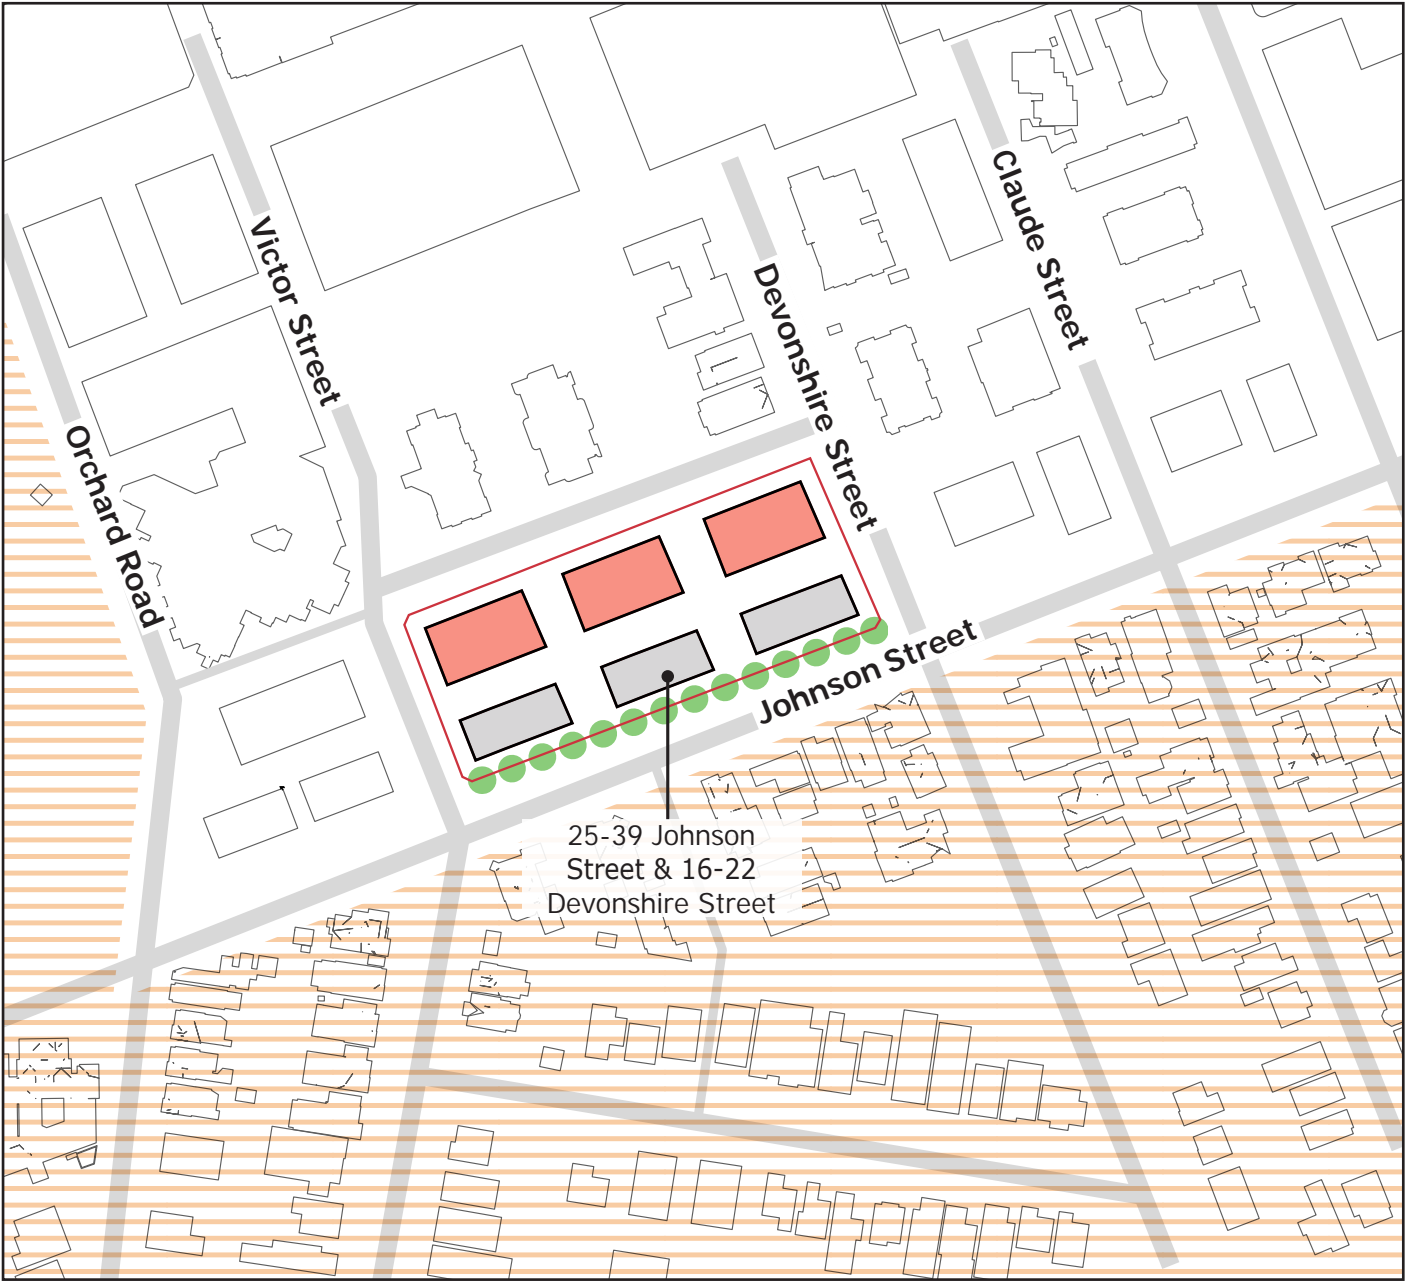 Victor Street
Claude Street
Devonshire Street
Orchard Road
Johnson Street
25-39 Johnson
Street & 16-22
Devonshire Street